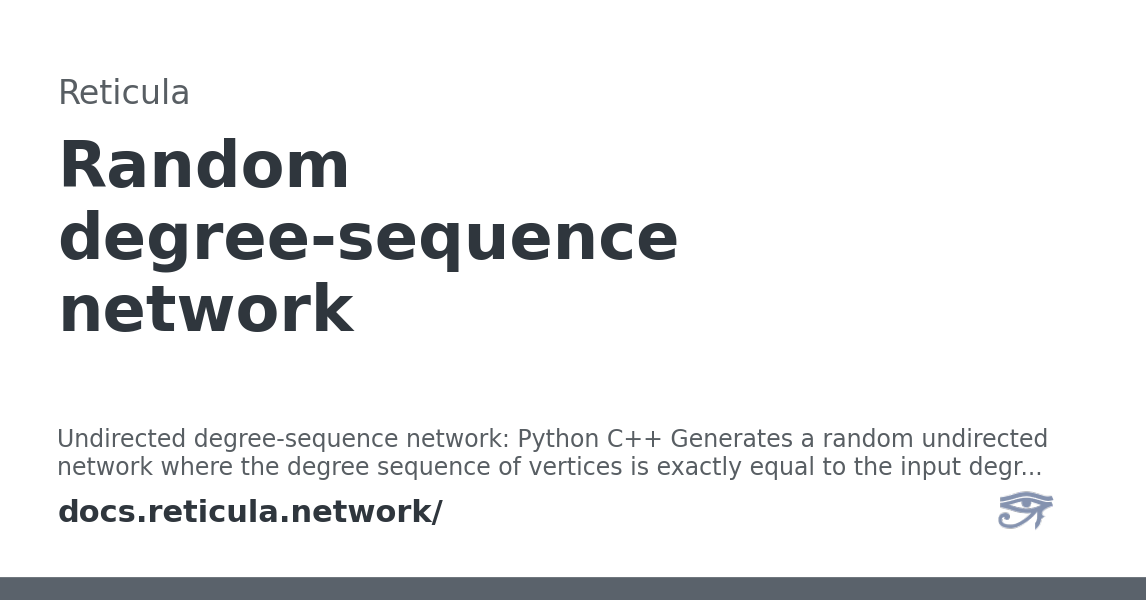 Reticula
Random
degree-sequence
network
Undirected degree-sequence network: Python C++ Generates a random undirected
network where the degree sequence of vertices is exactly equal to the input degr...
docs.reticula.network/